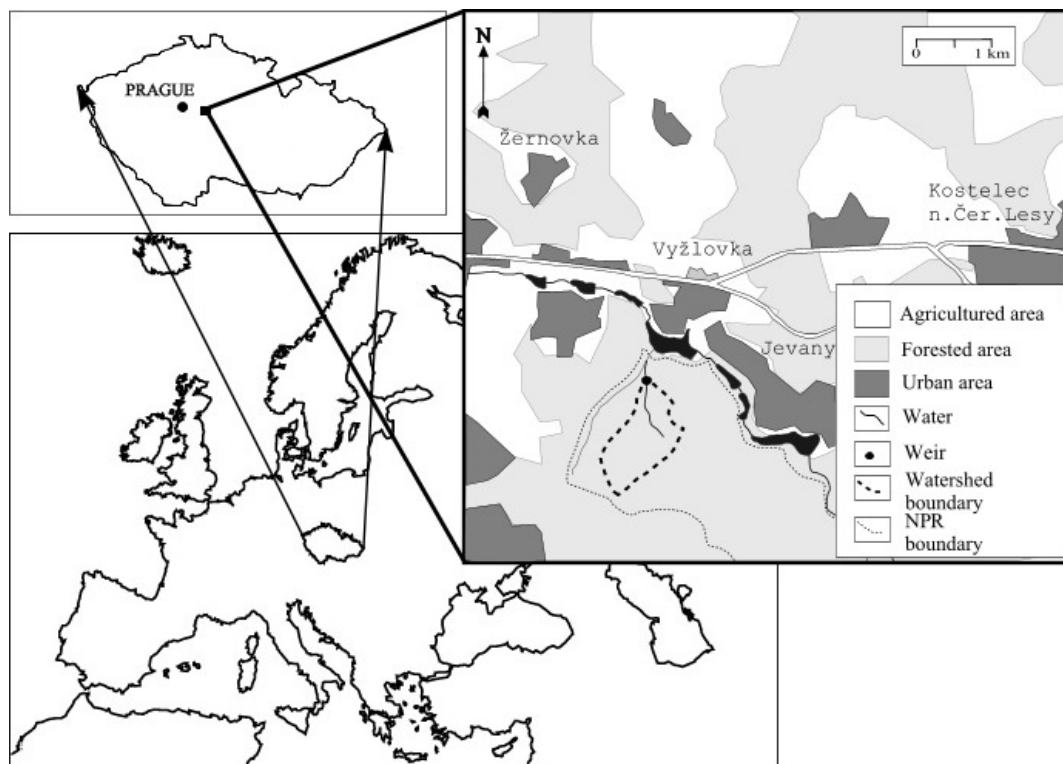 PRAGUE
N
0 1 km
Žernovka
Kostelec
n.Čer.Lesy
Vyžlovka
Jevany
Agricultured area
Forested area
Urban area
Water
Weir
Watershed
boundary
NPR
boundary